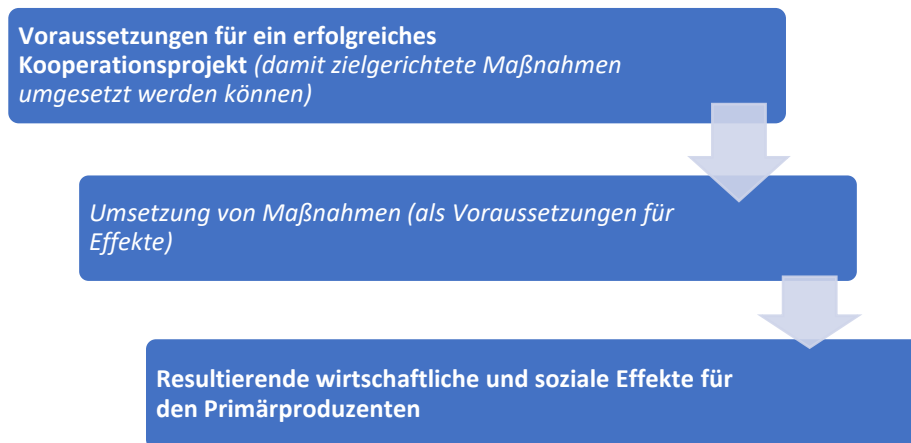 Voraussetzungen für ein erfolgreiches
Kooperationsprojekt (damit zielgerichtete Maßnahmen
umgesetzt werden können)
Umsetzung von Maßnahmen (als Voraussetzungen für
Effekte)
Resultierende wirtschaftliche und soziale Effekte für
den Primärproduzenten